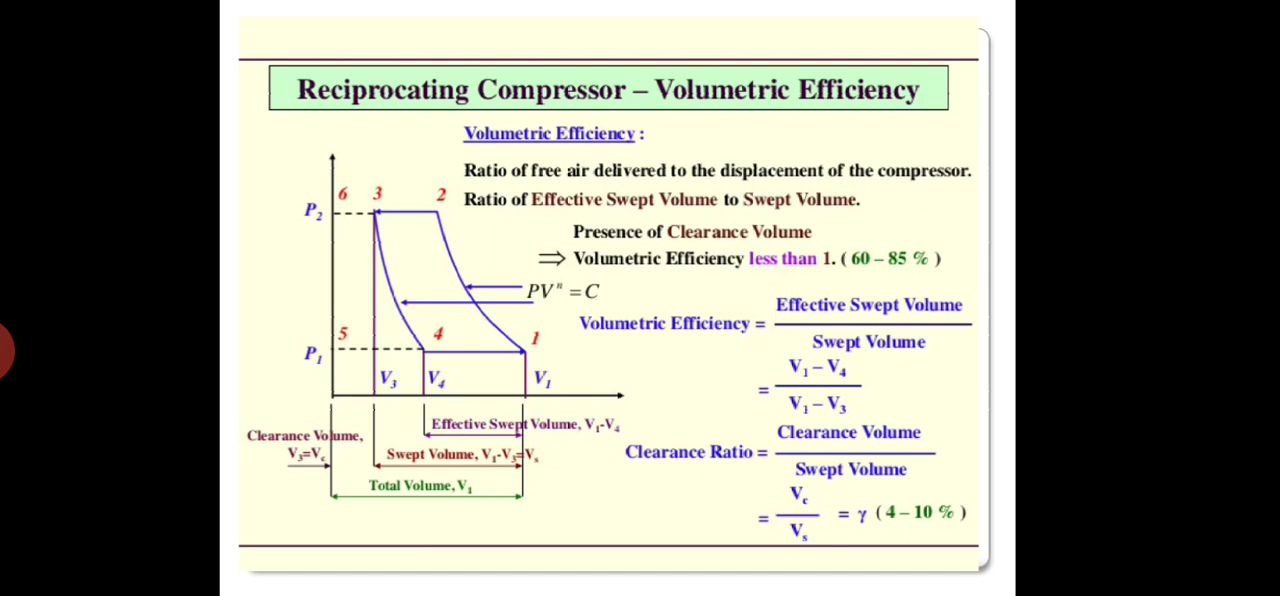 Reciprocating Compressor – Volumetric Efficiency
Volumetric Efficiency :
Ratio of free air delivered to the displacement of the compressor.
Ratio of Effective Swept Volume to Swept Volume.
Presence of Clearance Volume
⇒ Volumetric Efficiency less than 1. ( 60 – 85 % )
6 3 2
P₂
PVⁿ = C
5 4 1
P₁
V₃ V₄ V₁
Effective Swept Volume, V₁-V₄
Clearance Volume,
V₃=V꜀
Swept Volume, V₁-V₃=Vₛ
Total Volume, V₁
Volumetric Efficiency =
Effective Swept Volume
Swept Volume
=
V₁ – V₄
V₁ – V₃
Clearance Ratio =
Clearance Volume
Swept Volume
=
V꜀
Vₛ
= γ ( 4 – 10 % )